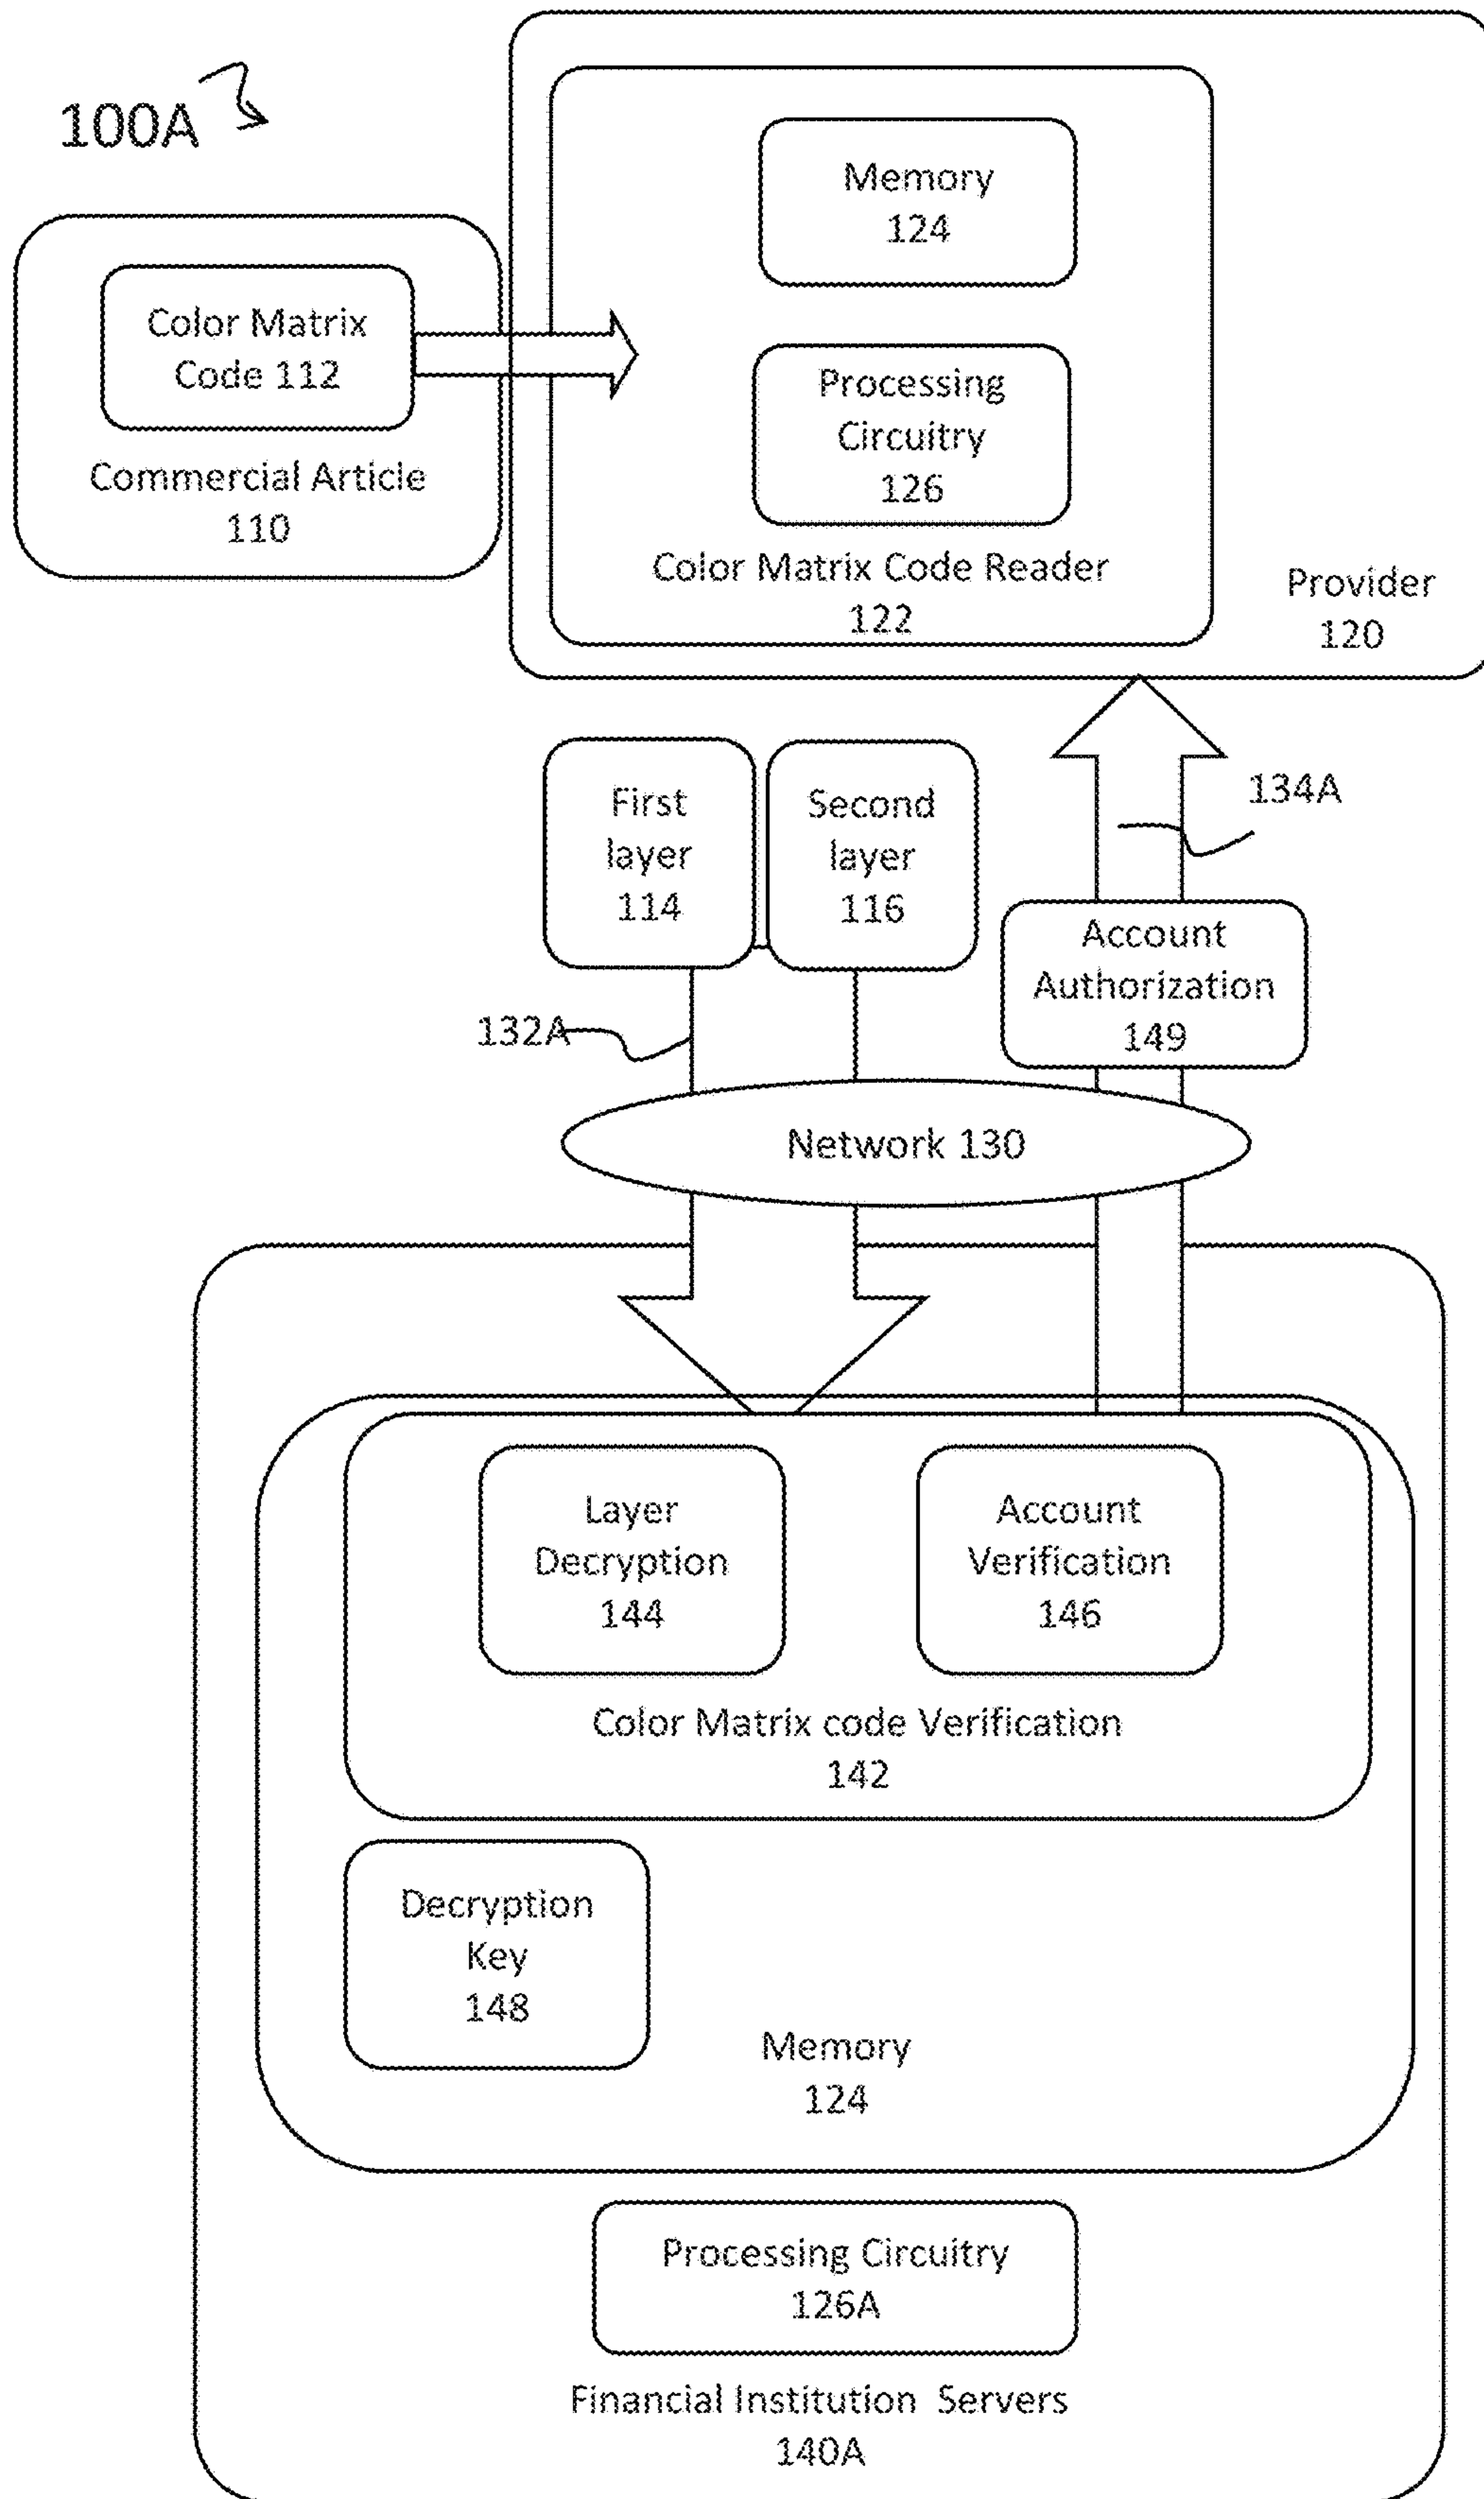 100A
Memory
124
Color Matrix
Code 112
Commercial Article
110
Processing
Circuitry
126
Color Matrix Code Reader
122
Provider
120
First
layer
114
Second
layer
116
134A
Account
Authorization
149
132A
Network 130
Layer
Decryption
144
Account
Verification
146
Color Matrix code Verification
142
Decryption
Key
148
Memory
124
Processing Circuitry
126A
Financial Institution Servers
140A